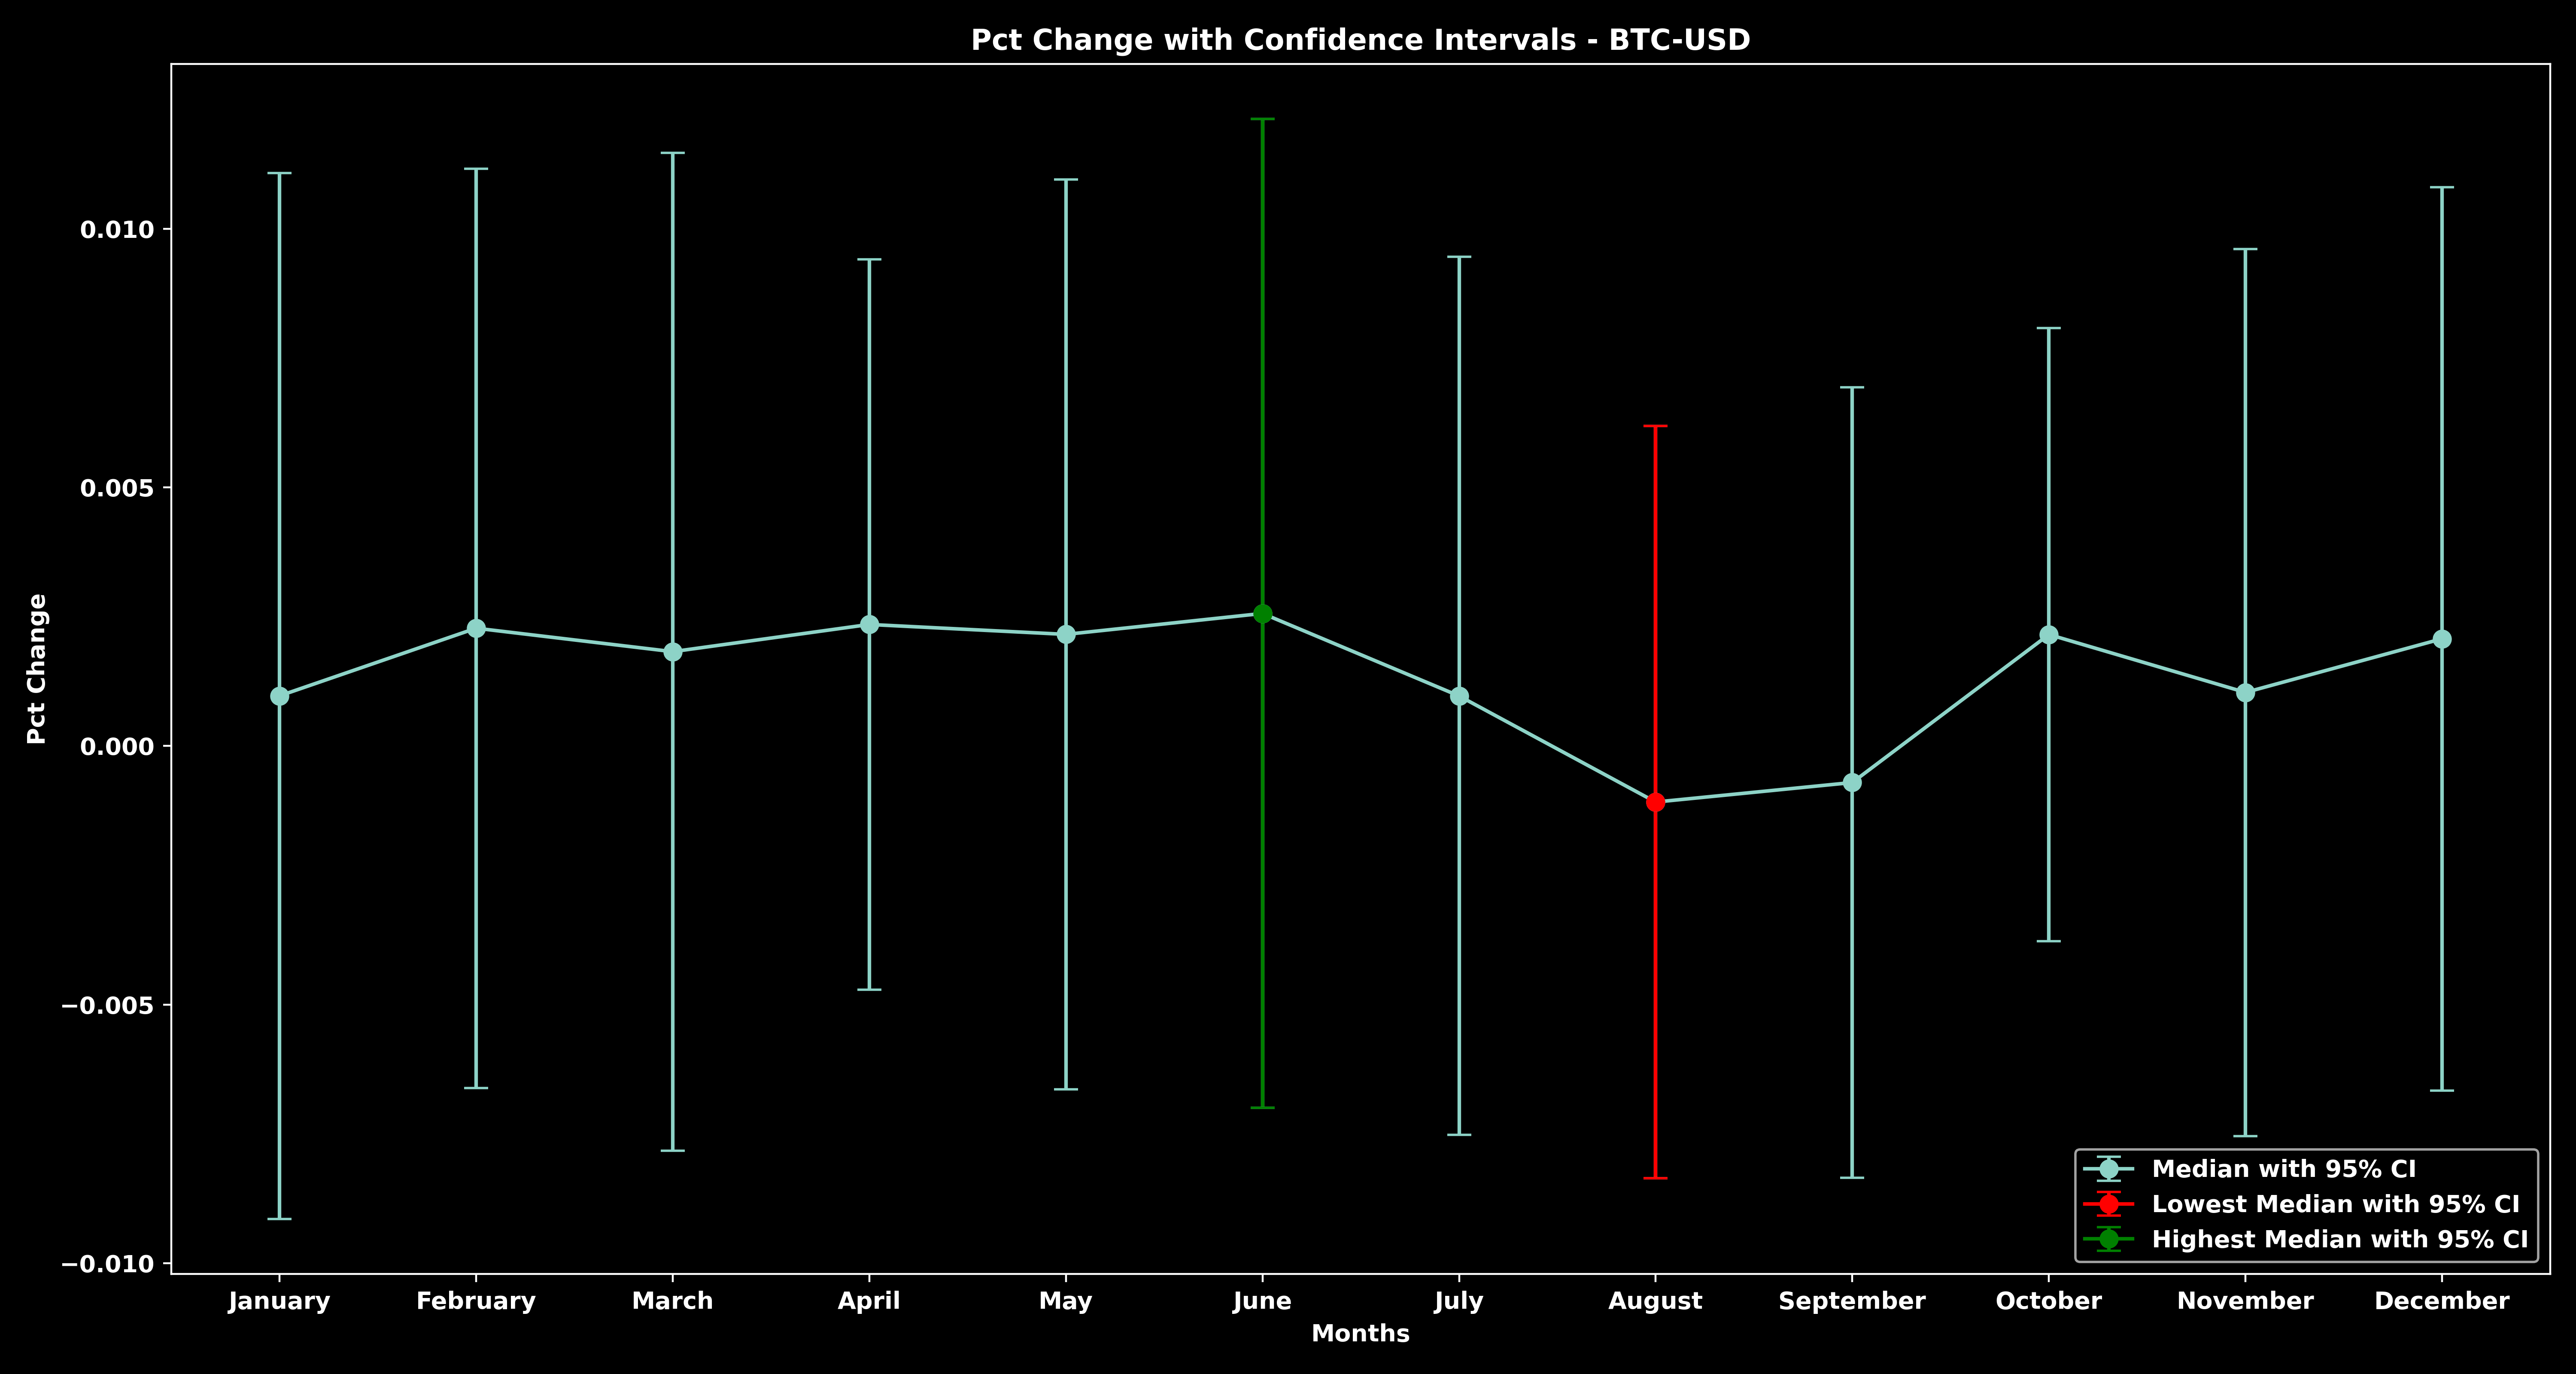 Pct Change with Confidence Intervals - BTC-USD
0.010
0.005
0.000
−0.005
−0.010
Pct Change
January February March April May June July August September October November December
Months
Median with 95% CI
Lowest Median with 95% CI
Highest Median with 95% CI